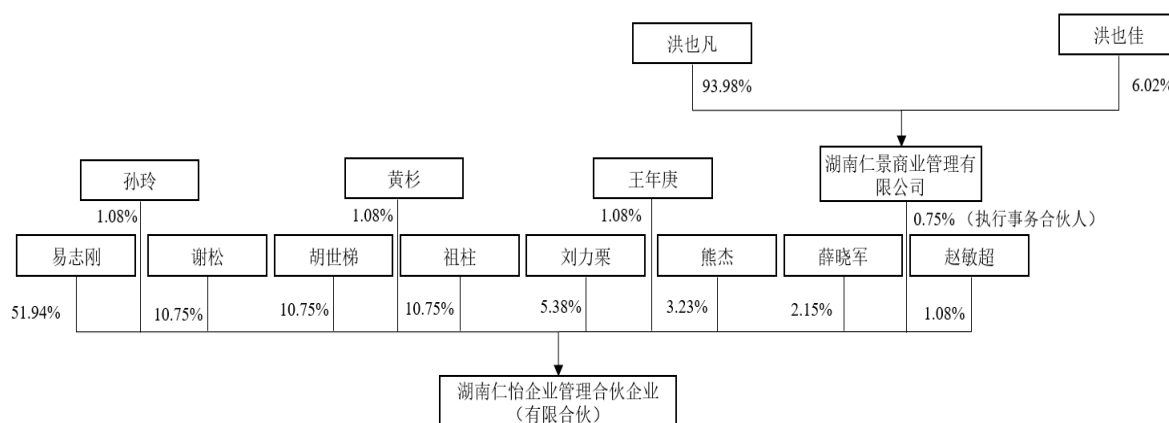 洪也凡
洪也佳
93.98%
6.02%
孙玲
黄杉
王年庚
湖南仁景商业管理有
限公司
1.08%
1.08%
1.08%
0.75%（执行事务合伙人）
易志刚
谢松
胡世梯
祖柱
刘力栗
熊杰
薛晓军
赵敏超
51.94%
10.75%
10.75%
10.75%
5.38%
3.23%
2.15%
1.08%
湖南仁怡企业管理合伙企业
（有限合伙）